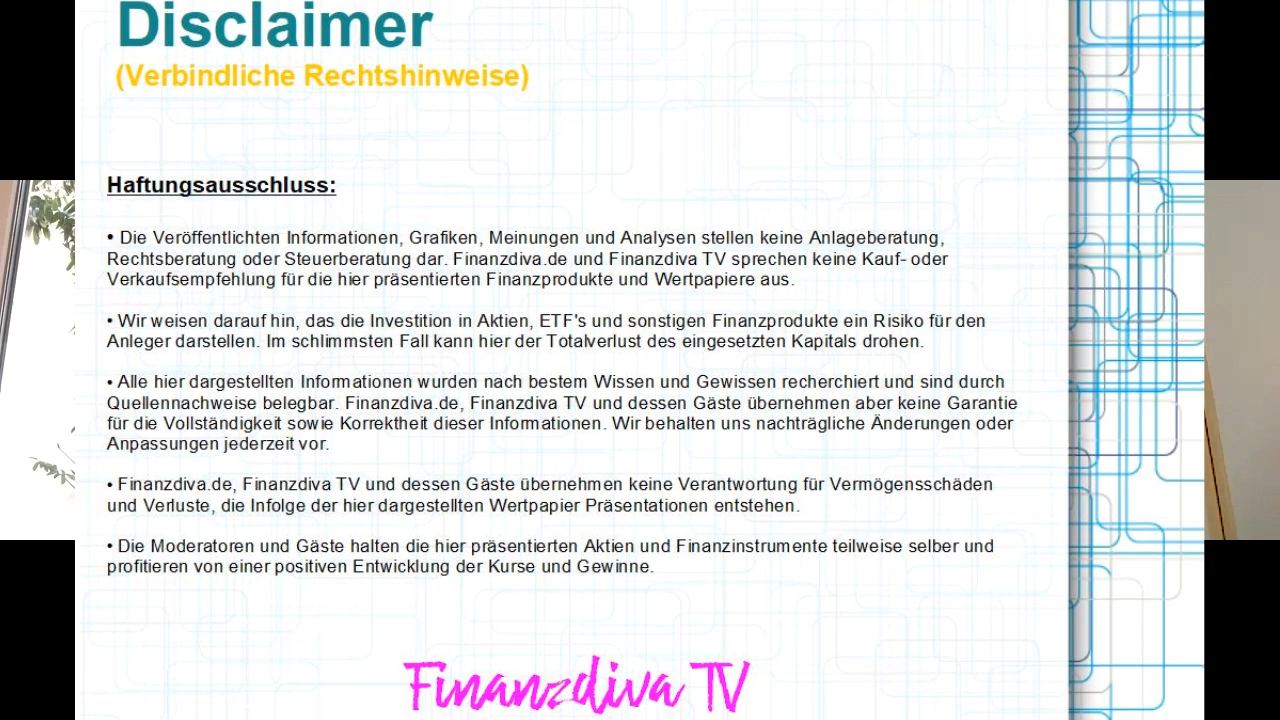 Disclaimer
(Verbindliche Rechtshinweise)
Haftungsausschluss:
• Die Veröffentlichten Informationen, Grafiken, Meinungen und Analysen stellen keine Anlageberatung,
Rechtsberatung oder Steuerberatung dar. Finanzdiva.de und Finanzdiva TV sprechen keine Kauf- oder
Verkaufsempfehlung für die hier präsentierten Finanzprodukte und Wertpapiere aus.
• Wir weisen darauf hin, das die Investition in Aktien, ETF's und sonstigen Finanzprodukte ein Risiko für den
Anleger darstellen. Im schlimmsten Fall kann hier der Totalverlust des eingesetzten Kapitals drohen.
• Alle hier dargestellten Informationen wurden nach bestem Wissen und Gewissen recherchiert und sind durch
Quellennachweise belegbar. Finanzdiva.de, Finanzdiva TV und dessen Gäste übernehmen aber keine Garantie
für die Vollständigkeit sowie Korrektheit dieser Informationen. Wir behalten uns nachträgliche Änderungen oder
Anpassungen jederzeit vor.
• Finanzdiva.de, Finanzdiva TV und dessen Gäste übernehmen keine Verantwortung für Vermögensschäden
und Verluste, die Infolge der hier dargestellten Wertpapier Präsentationen entstehen.
• Die Moderatoren und Gäste halten die hier präsentierten Aktien und Finanzinstrumente teilweise selber und
profitieren von einer positiven Entwicklung der Kurse und Gewinne.
Finanzdiva TV